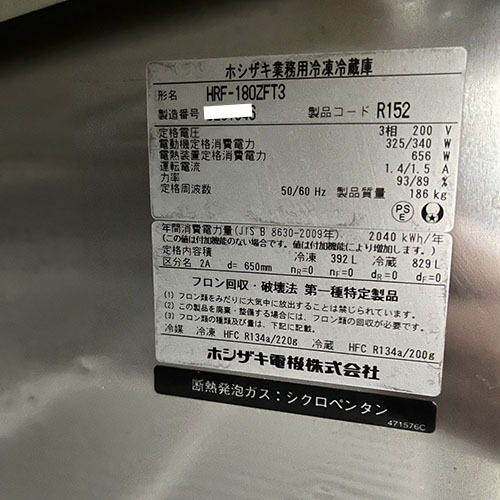 ホシザキ業務用冷凍冷蔵庫
形名 HRF-180ZFT3
製造番号 製品コード R152
定格電圧 3相 200 V
電動機定格消費電力 325/340 W
電熱装置定格消費電力 656 W
運転電流 1.4/1.5 A
力率 93/89 %
定格周波数 50/60 Hz 製品質量 186 kg
PS E
年間消費電力量(JIS B 8630-2009年) 2040 kWh/年
(この値は付加機能のない場合です。値は付加機能により増加します。)
定格内容積 冷凍 392 L 冷蔵 829 L
区分名 2A d= 650mm nR=0 nF=0 dR=0 dF=0
フロン回収・破壊法 第一種特定製品
(1) フロン類をみだりに大気中に放出することは禁じられています。
(2) この製品を廃棄・整備する場合には、フロン類の回収が必要です。
(3) フロン類の種類及び量は、下記に記載。
冷媒 冷凍 HFC R134a/220g 冷蔵 HFC R134a/200g
ホシザキ電機株式会社
断熱発泡ガス：シクロペンタン
471576C